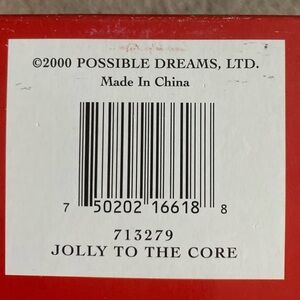 ©2000 POSSIBLE DREAMS, LTD.
Made In China
7 50202 16618 8
713279
JOLLY TO THE CORE